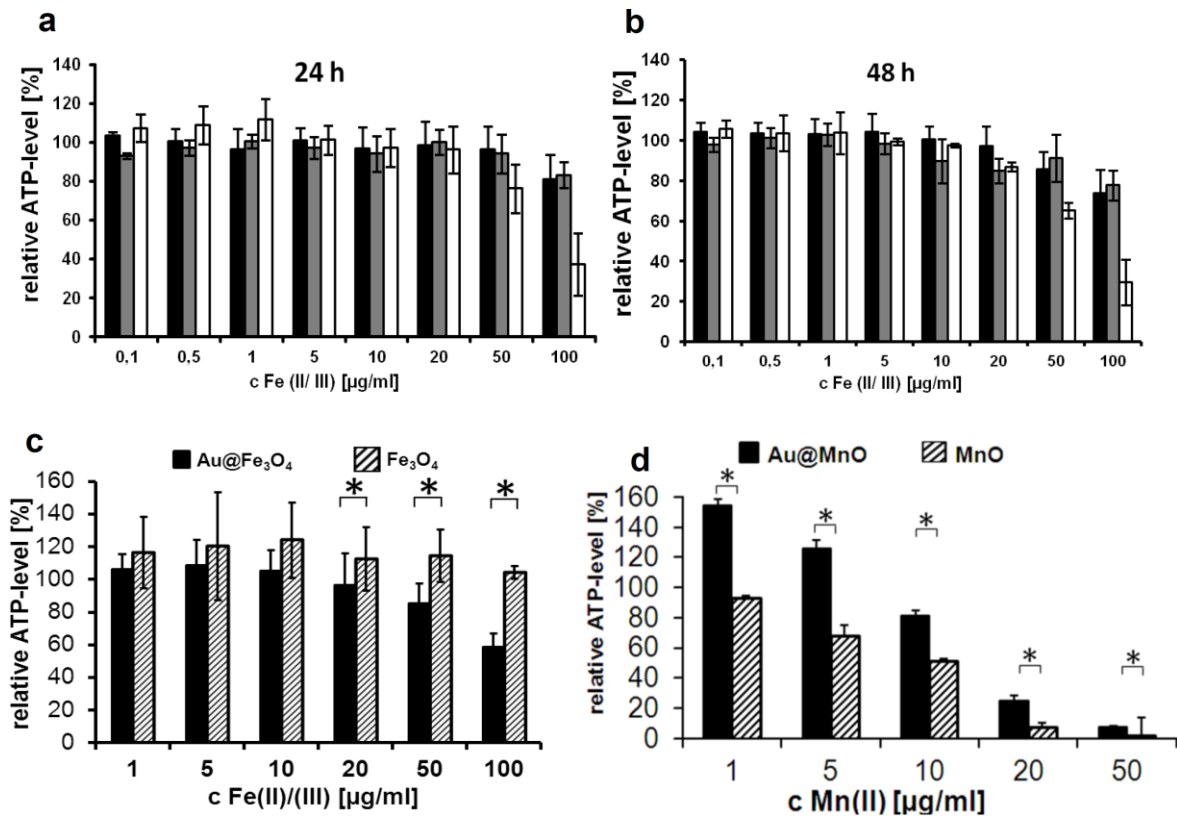 a
24 h
relative ATP-level [%]
140
120
100
80
60
40
20
0
0,1 0,5 1 5 10 20 50 100
c Fe (II/ III) [µg/ml]
b
48 h
relative ATP-level [%]
140
120
100
80
60
40
20
0
0,1 0,5 1 5 10 20 50 100
c Fe (II/ III) [µg/ml]
c
Au@Fe₃O₄ Fe₃O₄
relative ATP-level [%]
160
140
120
100
80
60
40
20
0
* * *
1 5 10 20 50 100
c Fe(II)/(III) [µg/ml]
d
Au@MnO MnO
relative ATP-level [%]
160
140
120
100
80
60
40
20
0
* * * * *
1 5 10 20 50
c Mn(II) [µg/ml]